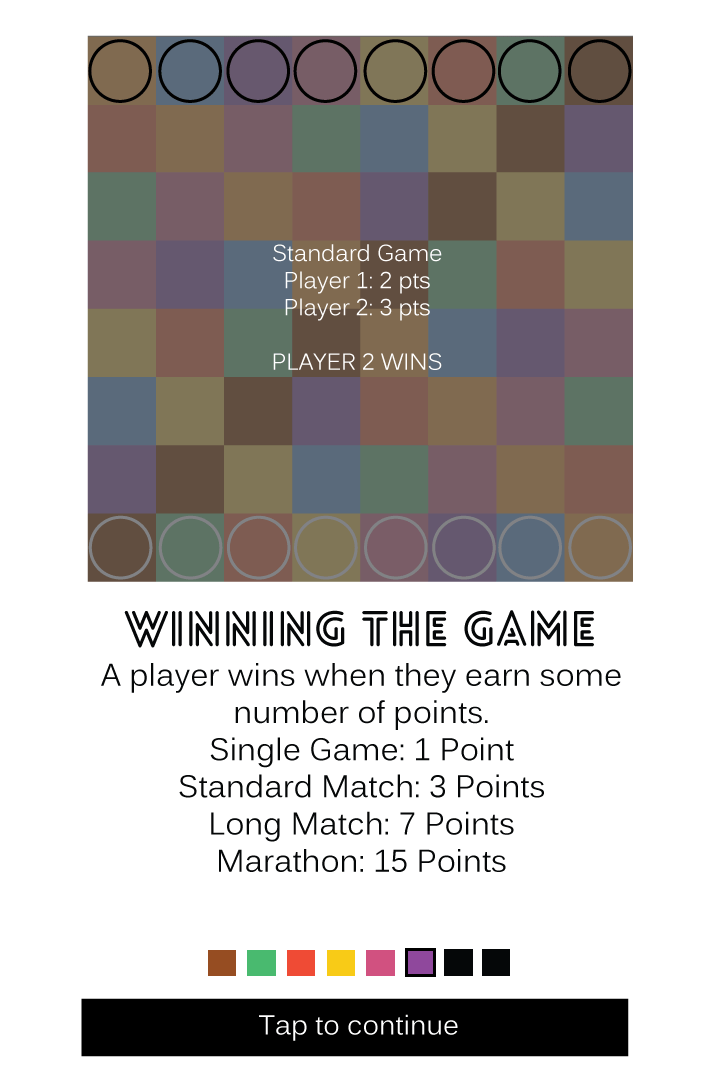 Standard Game
Player 1: 2 pts
Player 2: 3 pts
PLAYER 2 WINS
WINNING THE GAME
A player wins when they earn some
number of points.
Single Game: 1 Point
Standard Match: 3 Points
Long Match: 7 Points
Marathon: 15 Points
Tap to continue